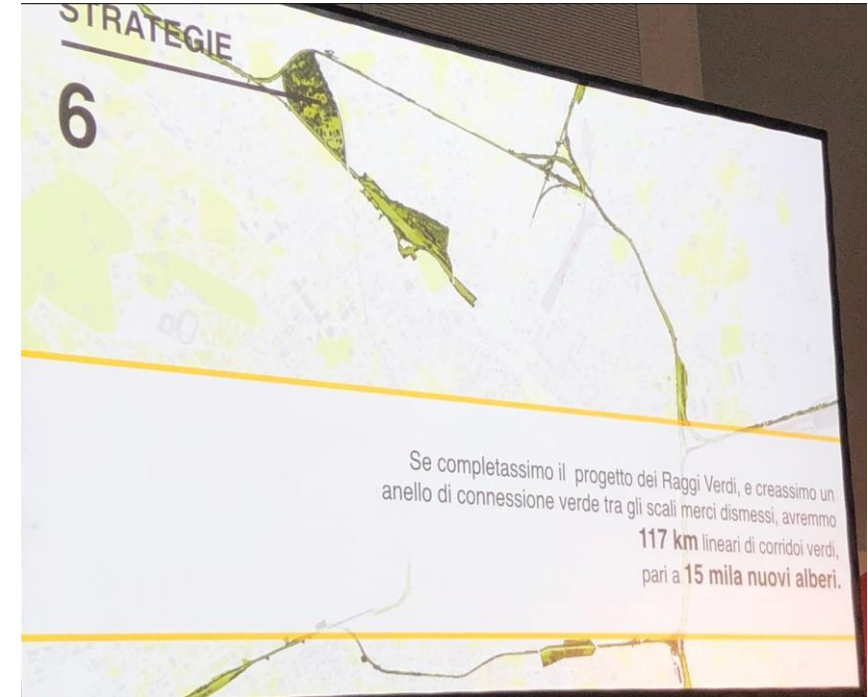 STRATEGIE
6
Se completassimo il progetto dei Raggi Verdi, e creassimo un
anello di connessione verde tra gli scali merci dismessi, avremmo
117 km lineari di corridoi verdi,
pari a 15 mila nuovi alberi.